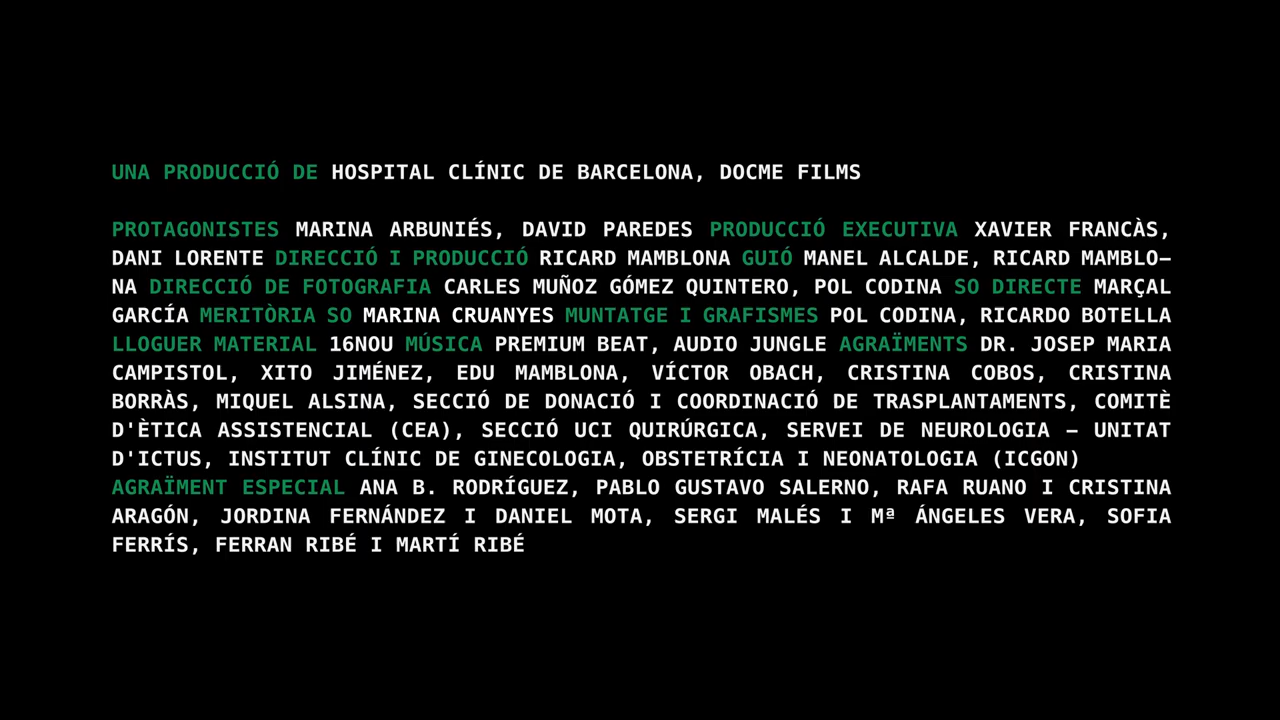 UNA PRODUCCIÓ DE HOSPITAL CLÍNIC DE BARCELONA, DOCME FILMS
PROTAGONISTES MARINA ARBUNIÉS, DAVID PAREDES PRODUCCIÓ EXECUTIVA XAVIER FRANCÀS,
DANI LORENTE DIRECCIÓ I PRODUCCIÓ RICARD MAMBLONA GUIÓ MANEL ALCALDE, RICARD MAMBLO–
NA DIRECCIÓ DE FOTOGRAFIA CARLES MUÑOZ GÓMEZ QUINTERO, POL CODINA SO DIRECTE MARÇAL
GARCÍA MERITÒRIA SO MARINA CRUANYES MUNTATGE I GRAFISMES POL CODINA, RICARDO BOTELLA
LLOGUER MATERIAL 16NOU MÚSICA PREMIUM BEAT, AUDIO JUNGLE AGRAÏMENTS DR. JOSEP MARIA
CAMPISTOL, XITO JIMÉNEZ, EDU MAMBLONA, VÍCTOR OBACH, CRISTINA COBOS, CRISTINA
BORRÀS, MIQUEL ALSINA, SECCIÓ DE DONACIÓ I COORDINACIÓ DE TRASPLANTAMENTS, COMITÈ
D'ÈTICA ASSISTENCIAL (CEA), SECCIÓ UCI QUIRÚRGICA, SERVEI DE NEUROLOGIA – UNITAT
D'ICTUS, INSTITUT CLÍNIC DE GINECOLOGIA, OBSTETRÍCIA I NEONATOLOGIA (ICGON)
AGRAÏMENT ESPECIAL ANA B. RODRÍGUEZ, PABLO GUSTAVO SALERNO, RAFA RUANO I CRISTINA
ARAGÓN, JORDINA FERNÁNDEZ I DANIEL MOTA, SERGI MALÉS I Mª ÁNGELES VERA, SOFIA
FERRÍS, FERRAN RIBÉ I MARTÍ RIBÉ